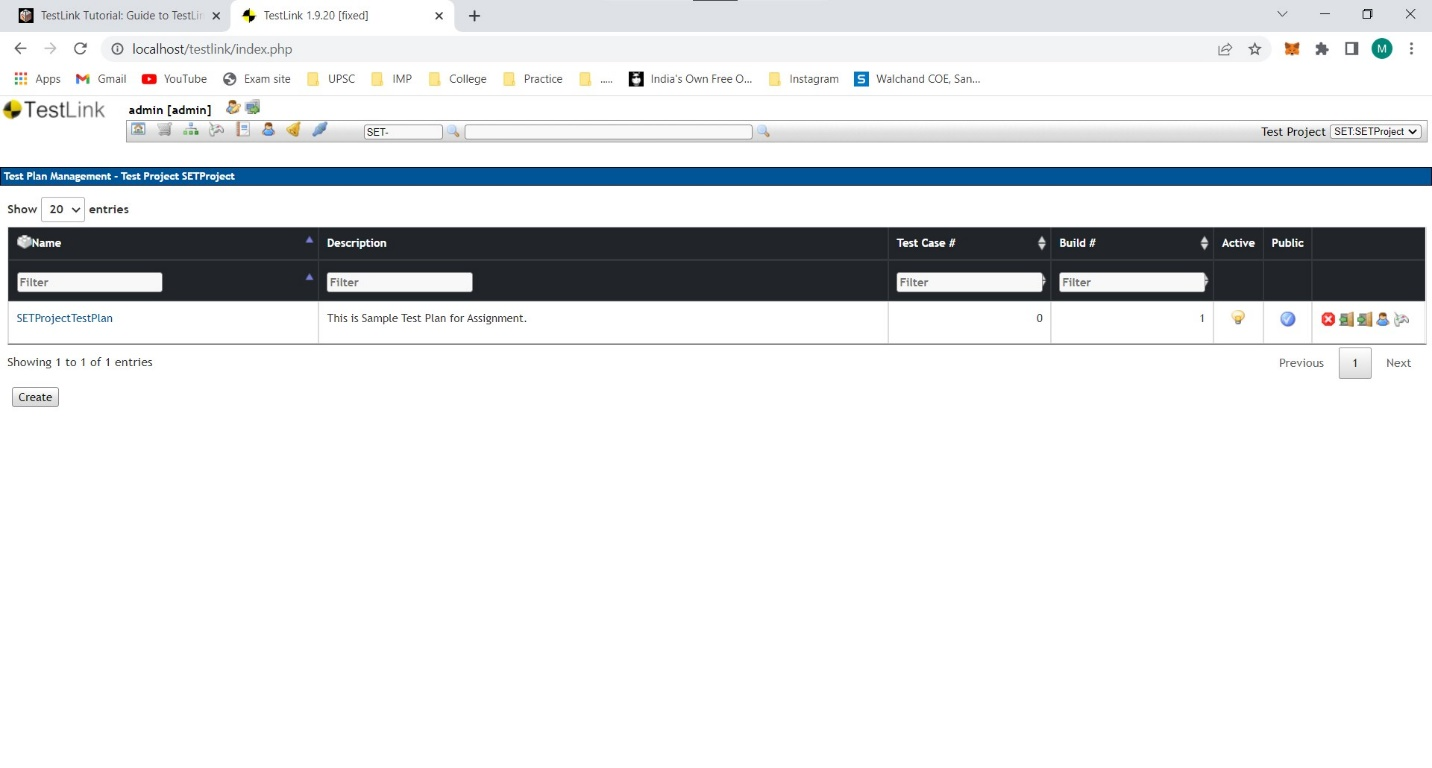 TestLink Tutorial: Guide to TestLin
TestLink 1.9.20 [fixed]
localhost/testlink/index.php
M
Apps Gmail YouTube Exam site UPSC IMP College Practice ..... India's Own Free O... Instagram S Walchand COE, San...
TestLink admin [admin]
SET- Test Project SET:SETProject
Test Plan Management - Test Project SETProject
Show 20 entries
Name Description Test Case # Build # Active Public
Filter Filter Filter Filter
SETProjectTestPlan This is Sample Test Plan for Assignment. 0 1
Showing 1 to 1 of 1 entries Previous 1 Next
Create